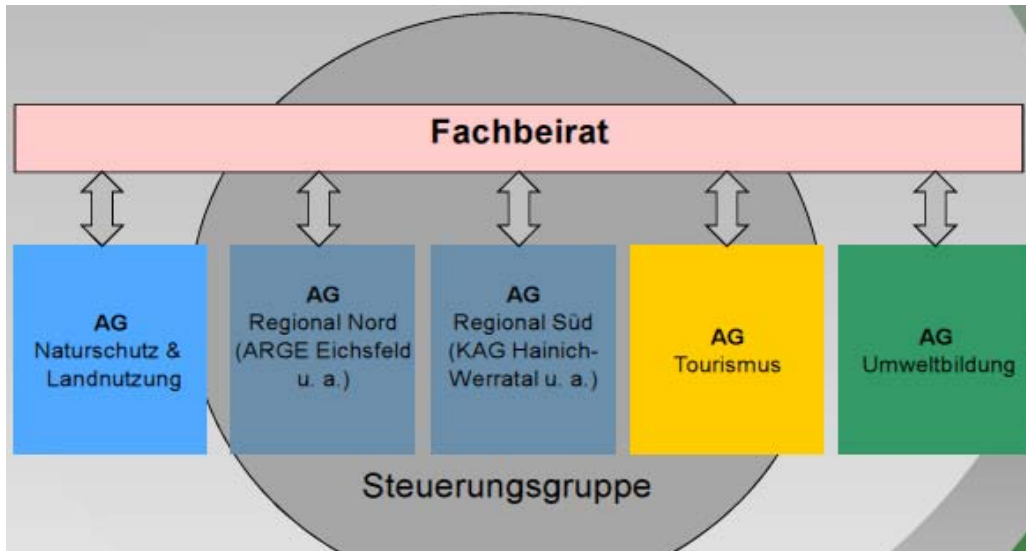 Fachbeirat
AG
Naturschutz &
Landnutzung
AG
Regional Nord
(ARGE Eichsfeld
u. a.)
AG
Regional Süd
(KAG Hainich-
Werratal u. a.)
AG
Tourismus
AG
Umweltbildung
Steuerungsgruppe